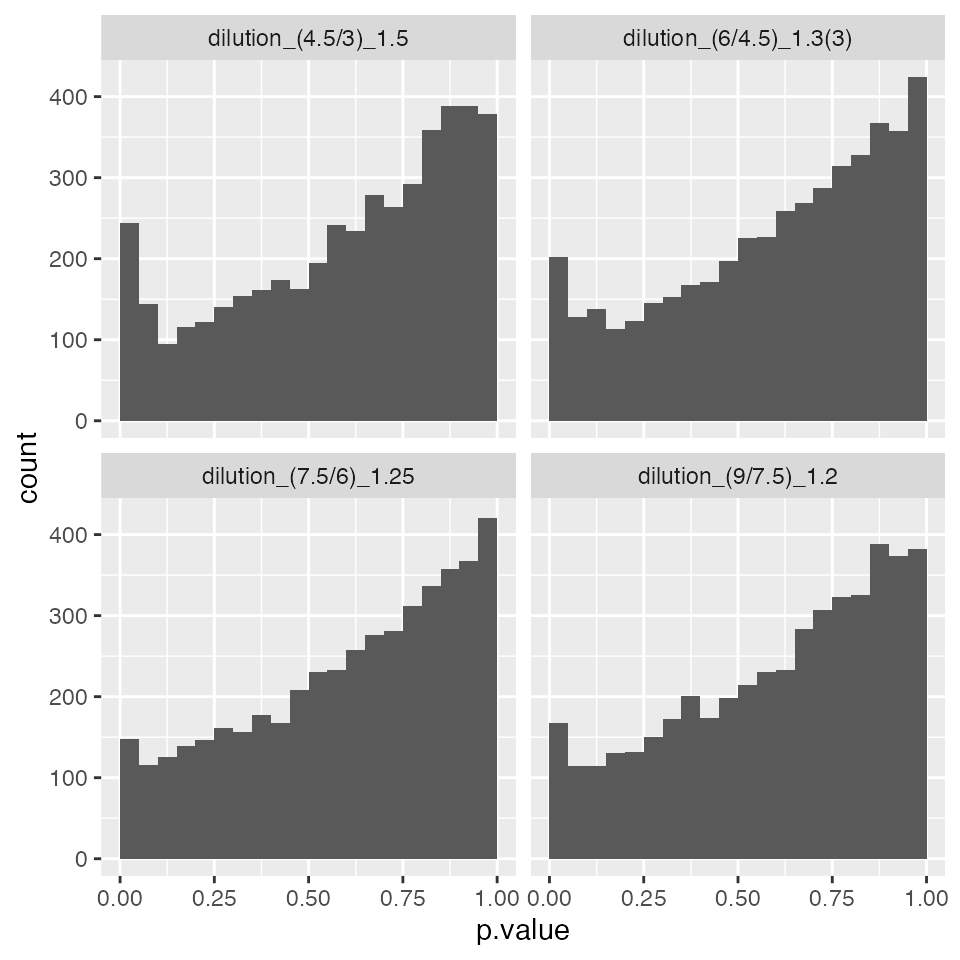 dilution_(4.5/3)_1.5
dilution_(6/4.5)_1.3(3)
400
300
200
100
0
dilution_(7.5/6)_1.25
dilution_(9/7.5)_1.2
400
300
200
100
0
count
0.00 0.25 0.50 0.75 1.00
0.00 0.25 0.50 0.75 1.00
p.value